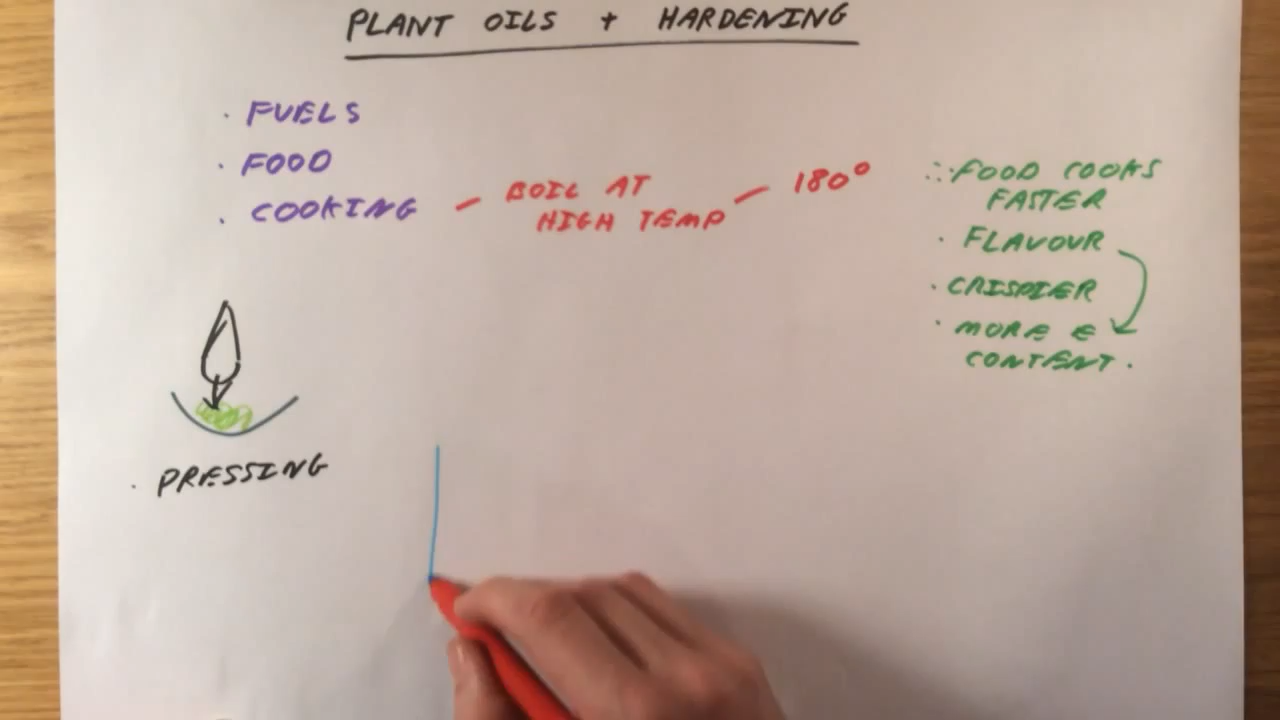 PLANT OILS + HARDENING
· FUELS
· FOOD
· COOKING - BOIL AT HIGH TEMP - 180°
∴ FOOD COOKS
FASTER
· FLAVOUR
· CRISPIER
· MORE E
CONTENT.
· PRESSING